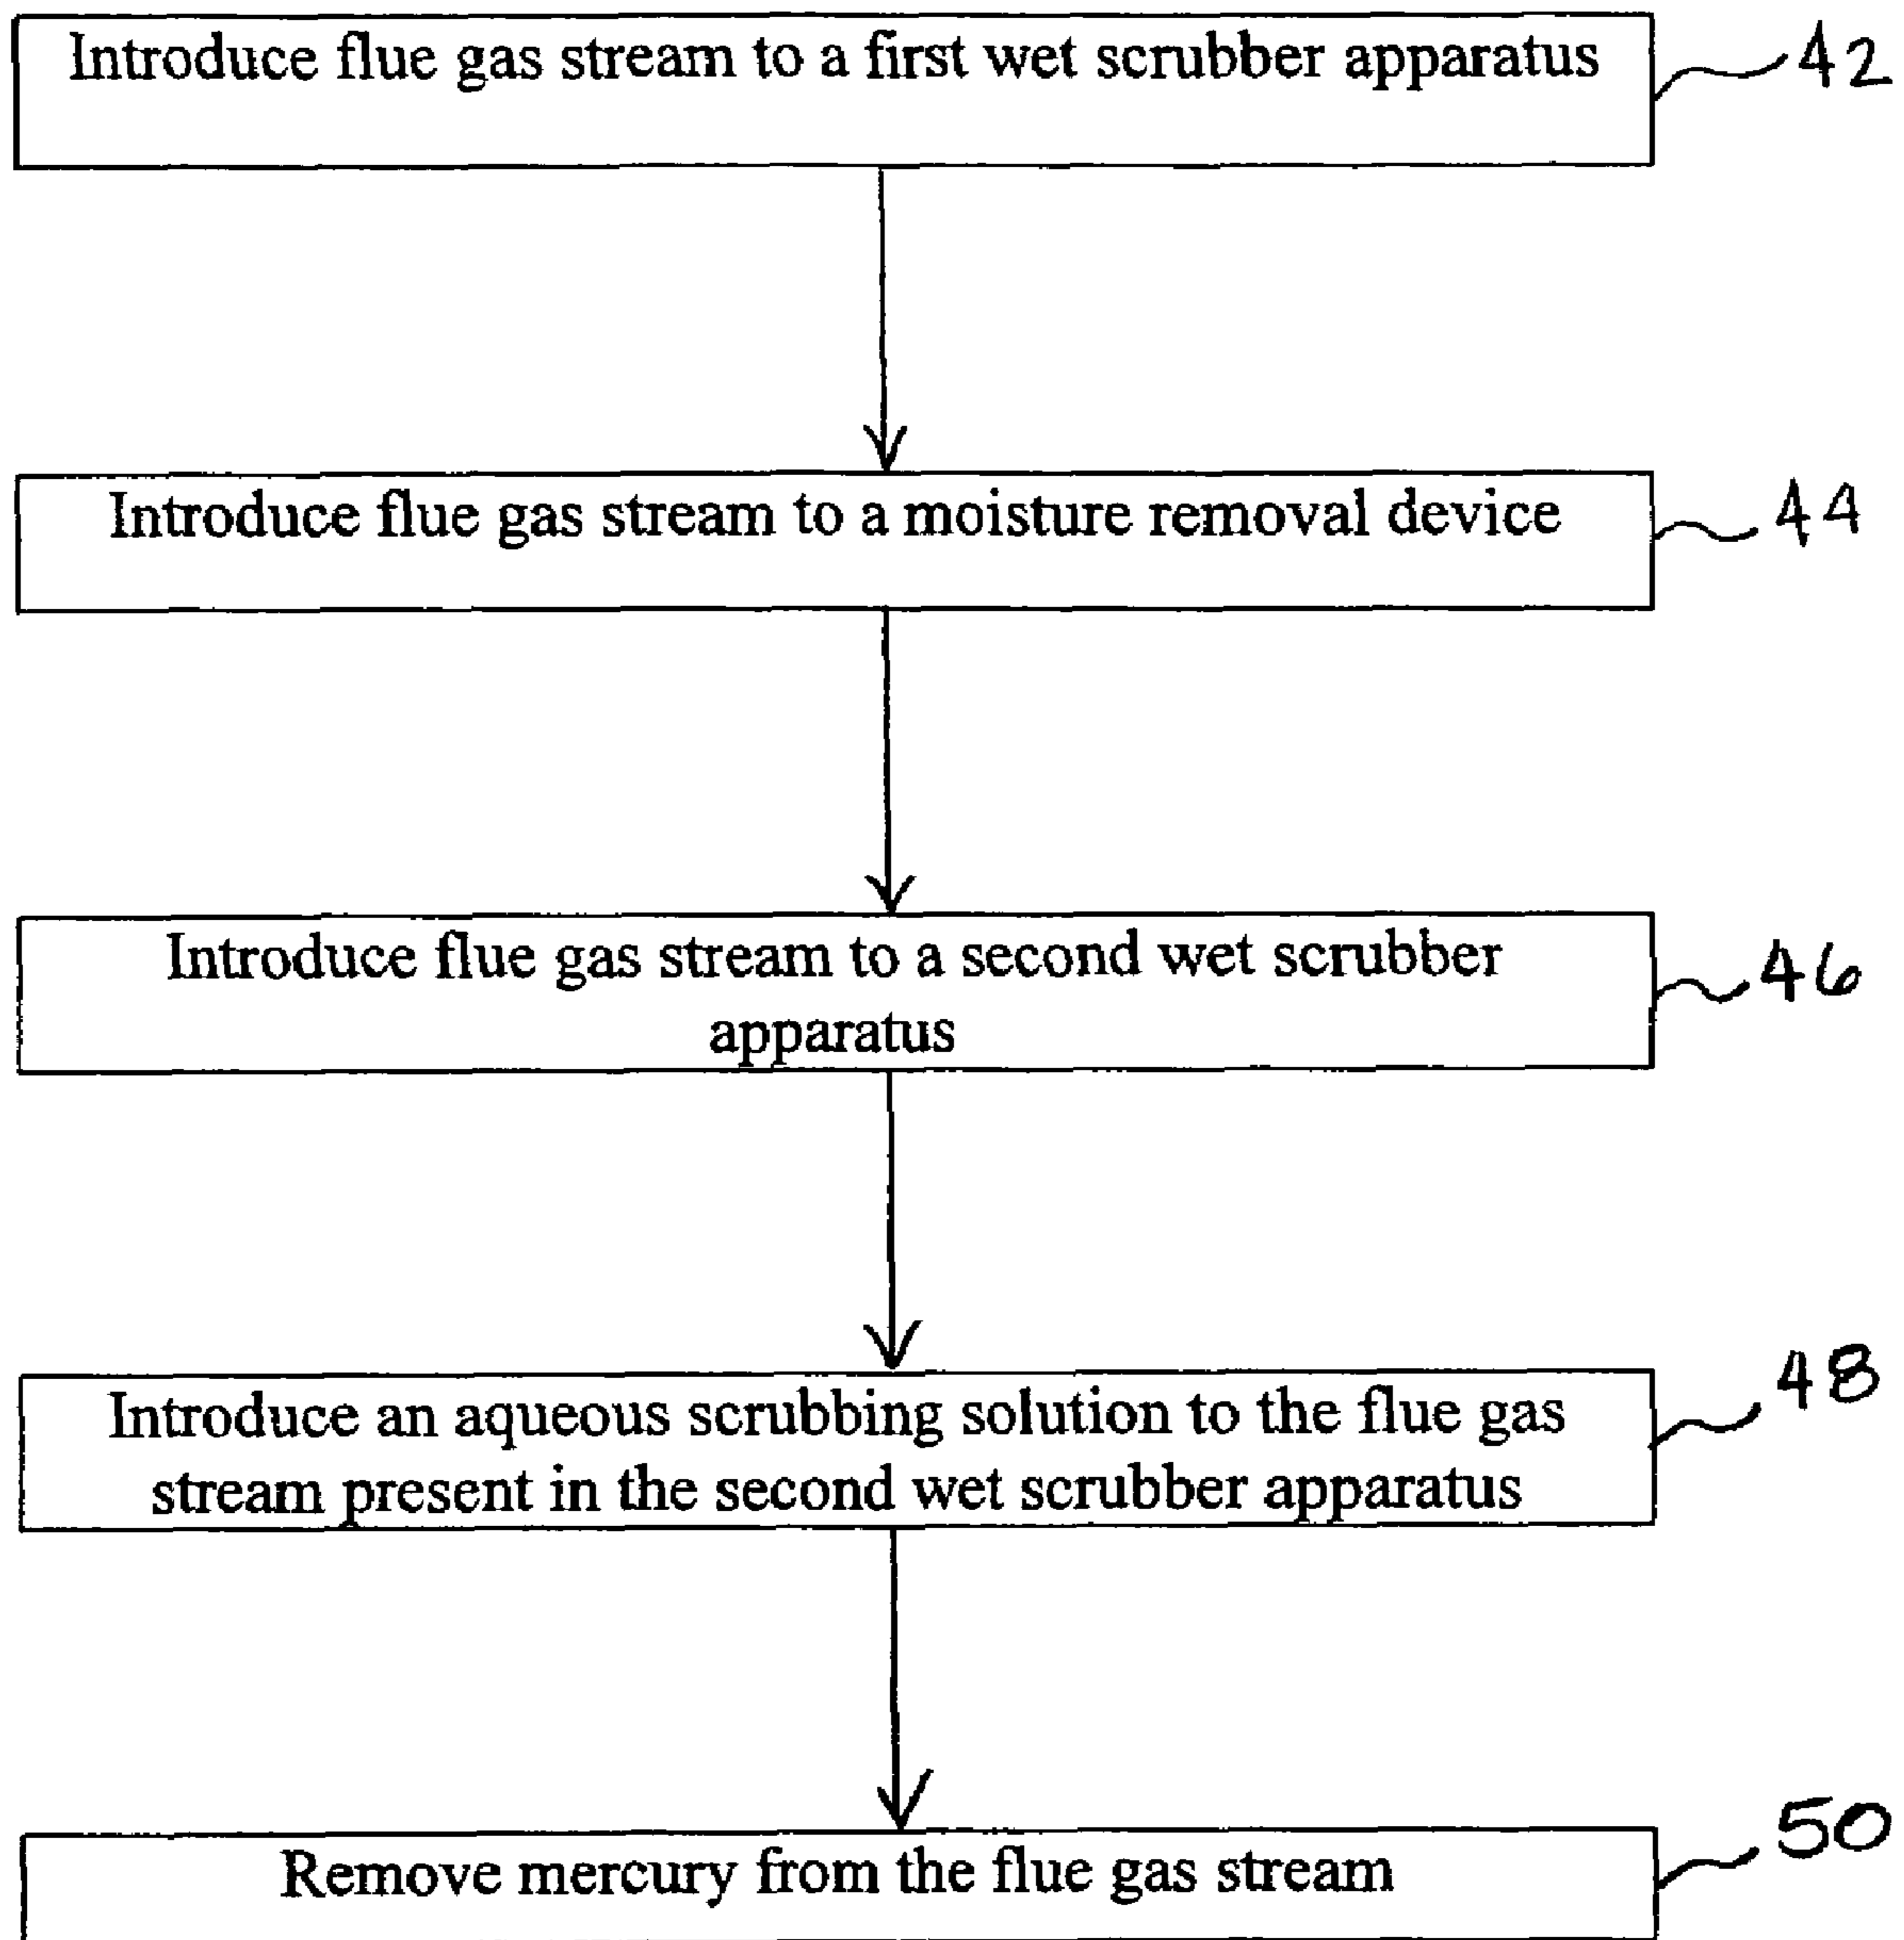 Introduce flue gas stream to a first wet scrubber apparatus
42
Introduce flue gas stream to a moisture removal device
44
Introduce flue gas stream to a second wet scrubber
apparatus
46
Introduce an aqueous scrubbing solution to the flue gas
stream present in the second wet scrubber apparatus
48
Remove mercury from the flue gas stream
50